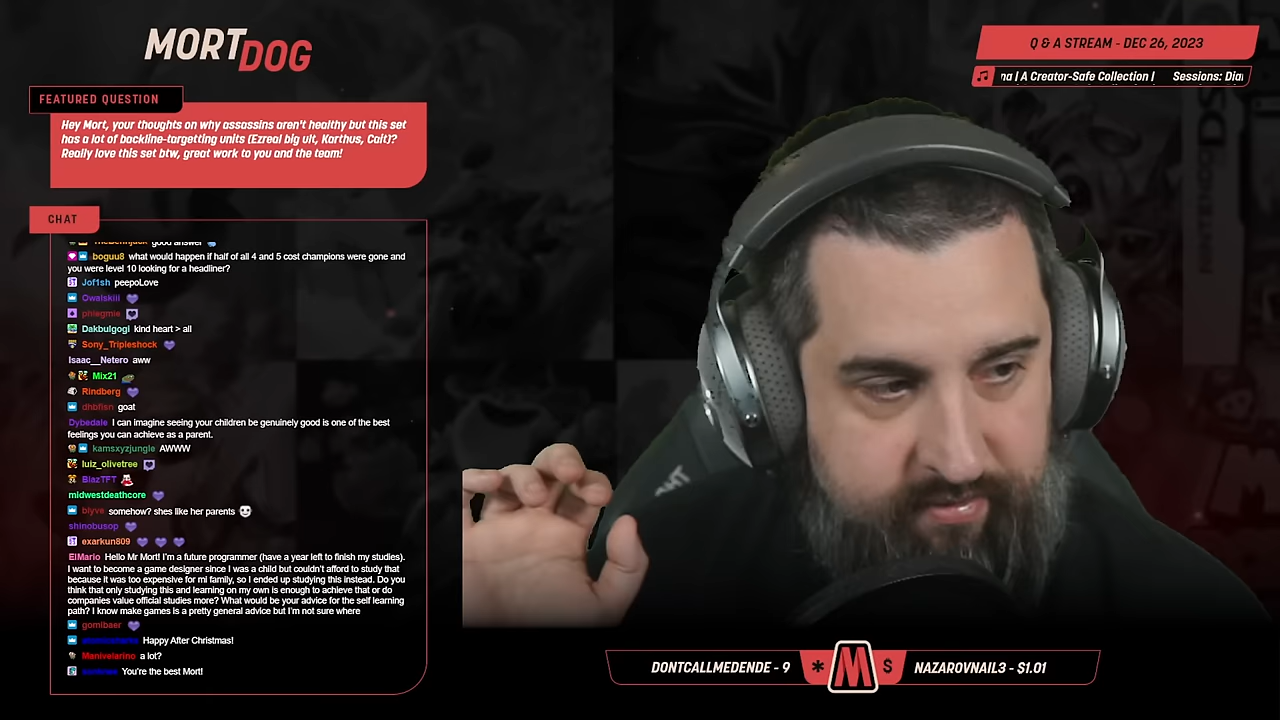 MORTDOG
Q & A STREAM - DEC 26, 2023
na | A Creator-Safe Collection | Sessions: Dia
FEATURED QUESTION
Hey Mort, your thoughts on why assassins aren't healthy but this set
has a lot of backline-targetting units (Ezreal big ult, Karthus, Cait)?
Really love this set btw, great work to you and the team!
CHAT
TheBennjack good answer
boguu8 what would happen if half of all 4 and 5 cost champions were gone and
you were level 10 looking for a headliner?
Jof1sh peepoLove
Owalskiii
phlegmie
Dakbulgogi kind heart > all
Sony_Tripleshock
Isaac__Netero aww
Mix21
Rindberg
dhbfisn goat
Dybedale I can imagine seeing your children be genuinely good is one of the best
feelings you can achieve as a parent.
kamsxyzjungle AWWW
luiz_olivetree
BlazTFT
midwestdeathcore
blyve somehow? shes like her parents
shinobusop
exarkun809
ElMario Hello Mr Mort! I'm a future programmer (have a year left to finish my studies).
I want to become a game designer since I was a child but couldn't afford to study that
because it was too expensive for mi family, so I ended up studying this instead. Do you
think that only studying this and learning on my own is enough to achieve that or do
companies value official studies more? What would be your advice for the self learning
path? I know make games is a pretty general advice but I'm not sure where
gomibaer
Happy After Christmas!
Manivelarino a lot?
You're the best Mort!
DONTCALLMEDENDE - 9
* M $
NAZAROVNAIL3 - $1.01